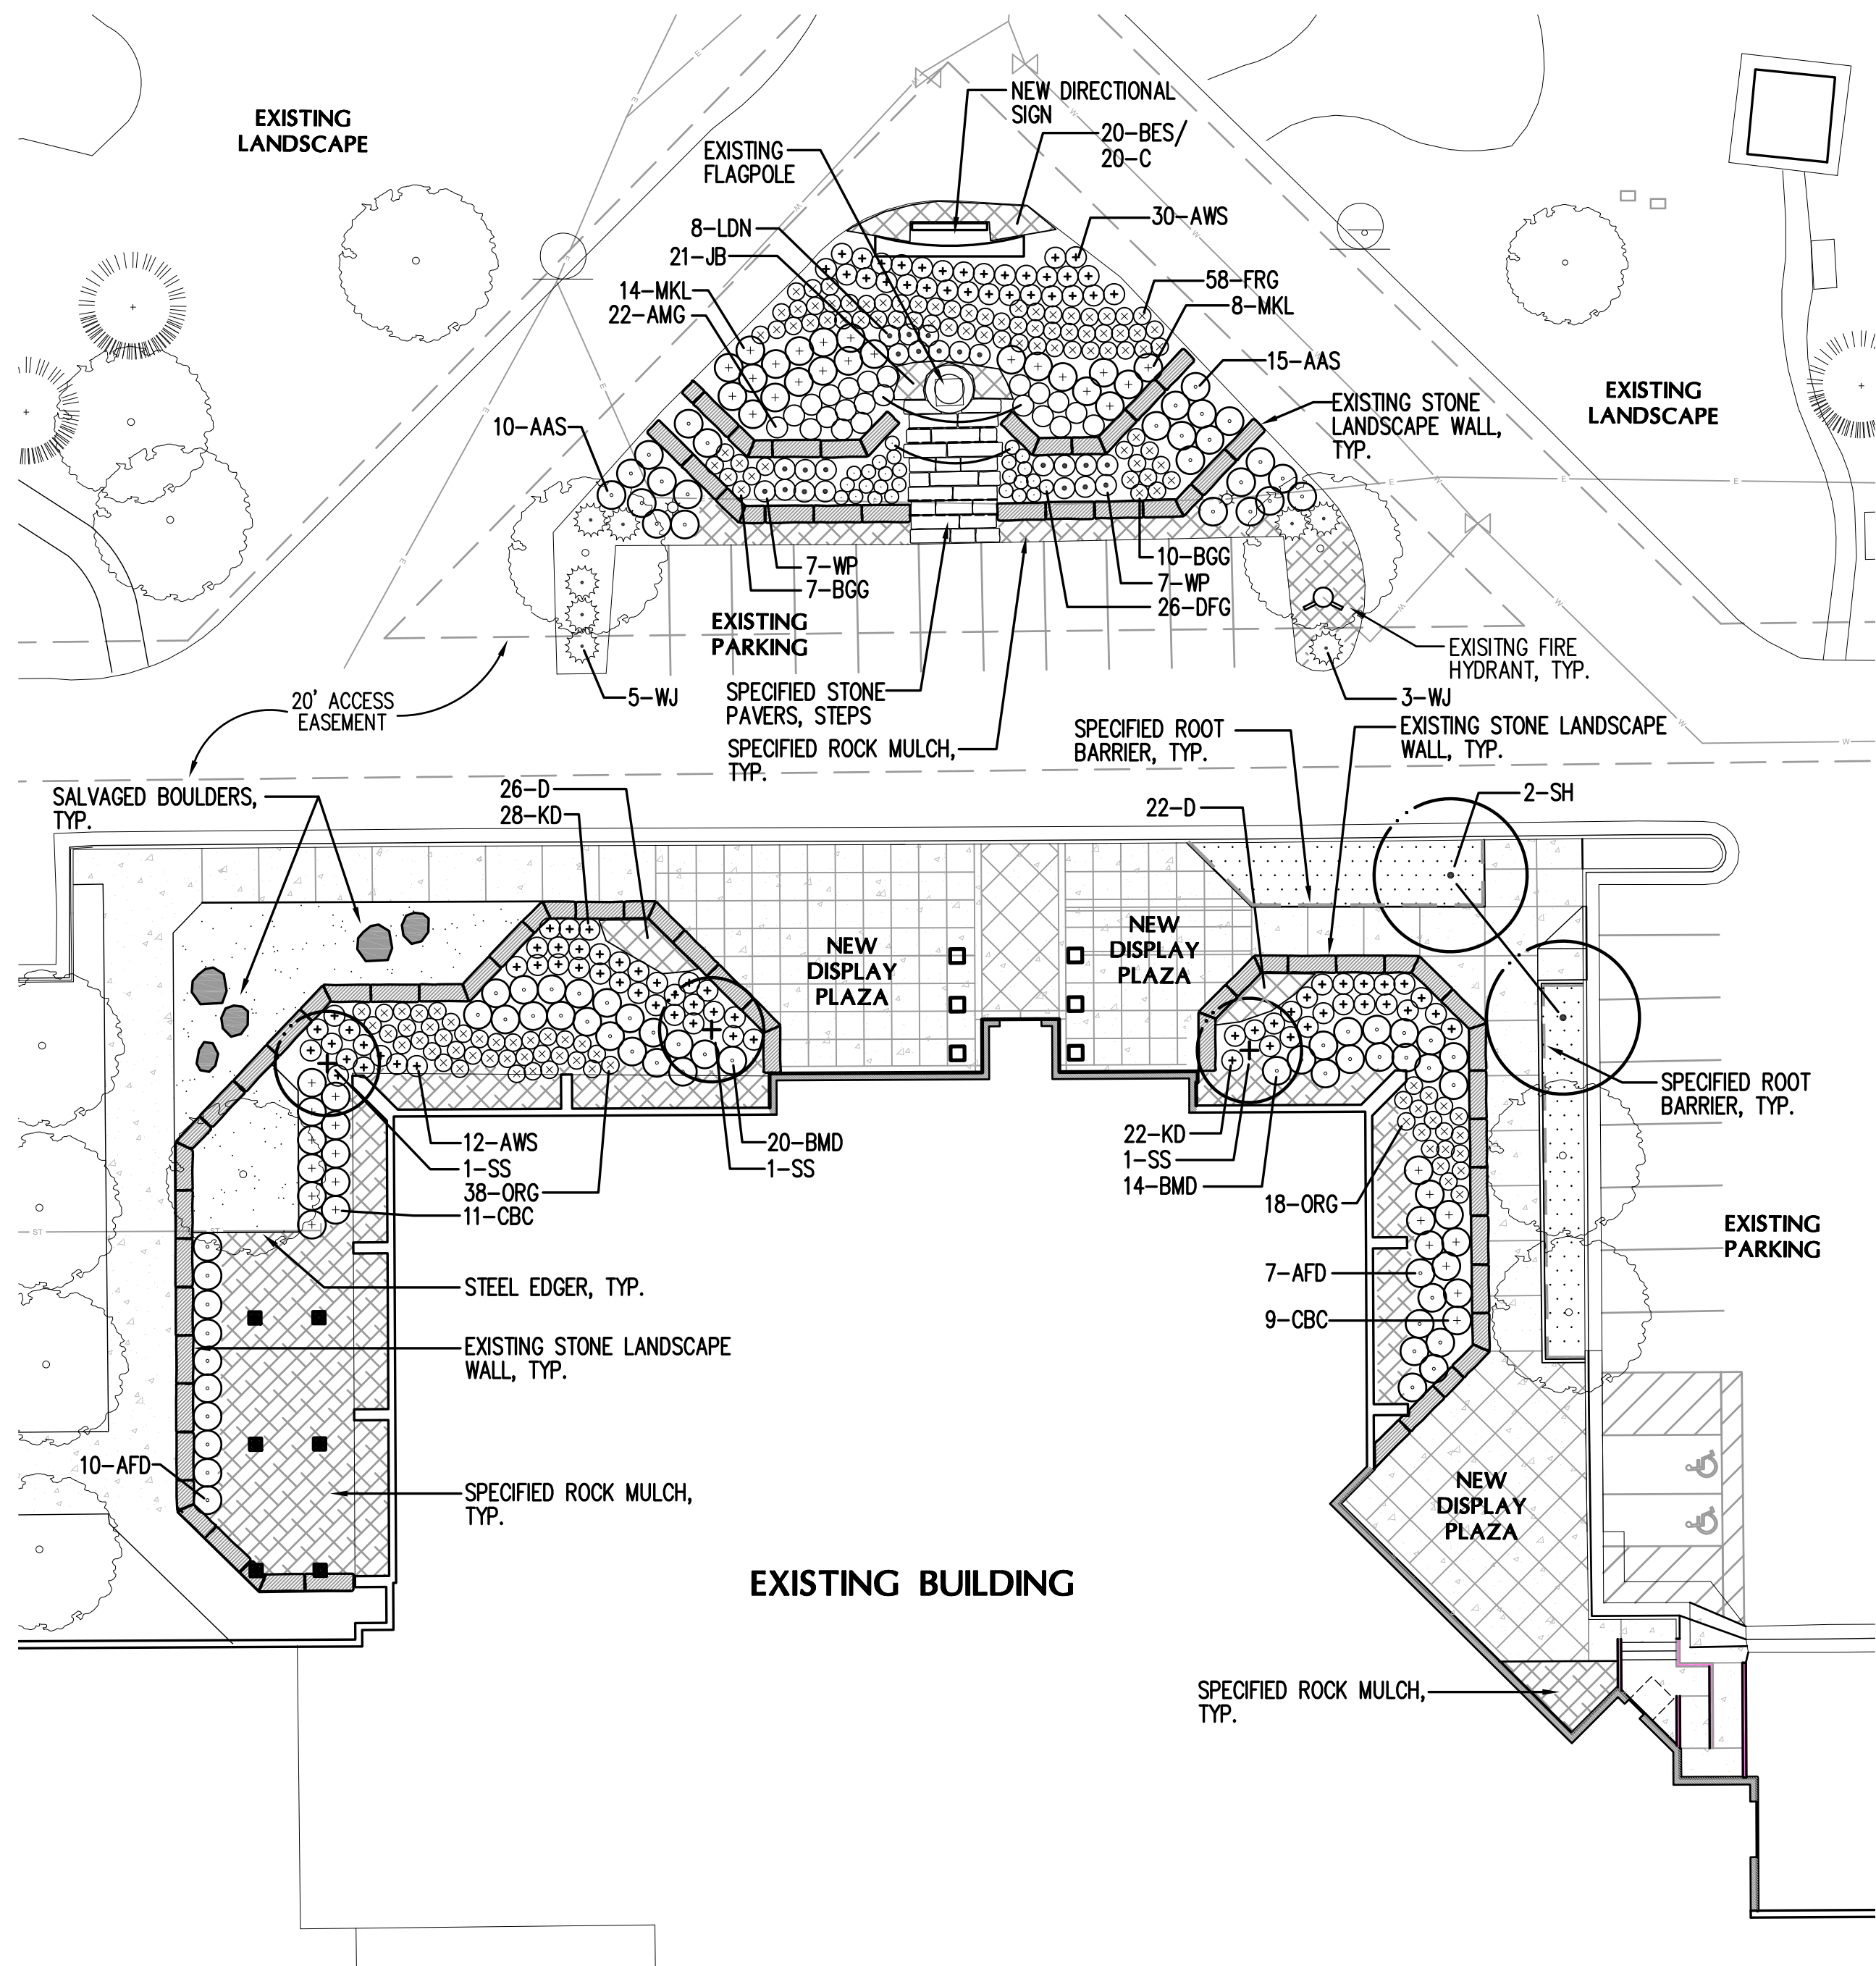 EXISTING
LANDSCAPE
NEW DIRECTIONAL
SIGN
20-BES/
20-C
EXISTING
FLAGPOLE
8-LDN
21-JB
14-MKL
22-AMG
30-AWS
58-FRG
8-MKL
15-AAS
EXISTING STONE
LANDSCAPE WALL,
TYP.
EXISTING
LANDSCAPE
10-AAS
7-WP
7-BGG
10-BGG
7-WP
26-DFG
EXISTING
PARKING
EXISITNG FIRE
HYDRANT, TYP.
5-WJ
3-WJ
20' ACCESS
EASEMENT
SPECIFIED STONE
PAVERS, STEPS
SPECIFIED ROCK MULCH,
TYP.
SPECIFIED ROOT
BARRIER, TYP.
EXISTING STONE LANDSCAPE
WALL, TYP.
SALVAGED BOULDERS,
TYP.
26-D
28-KD
22-D
2-SH
NEW
DISPLAY
PLAZA
NEW
DISPLAY
PLAZA
SPECIFIED ROOT
BARRIER, TYP.
12-AWS
1-SS
38-ORG
11-CBC
20-BMD
1-SS
22-KD
1-SS
14-BMD
18-ORG
EXISTING
PARKING
7-AFD
9-CBC
STEEL EDGER, TYP.
EXISTING STONE LANDSCAPE
WALL, TYP.
10-AFD
SPECIFIED ROCK MULCH,
TYP.
NEW
DISPLAY
PLAZA
EXISTING BUILDING
SPECIFIED ROCK MULCH,
TYP.